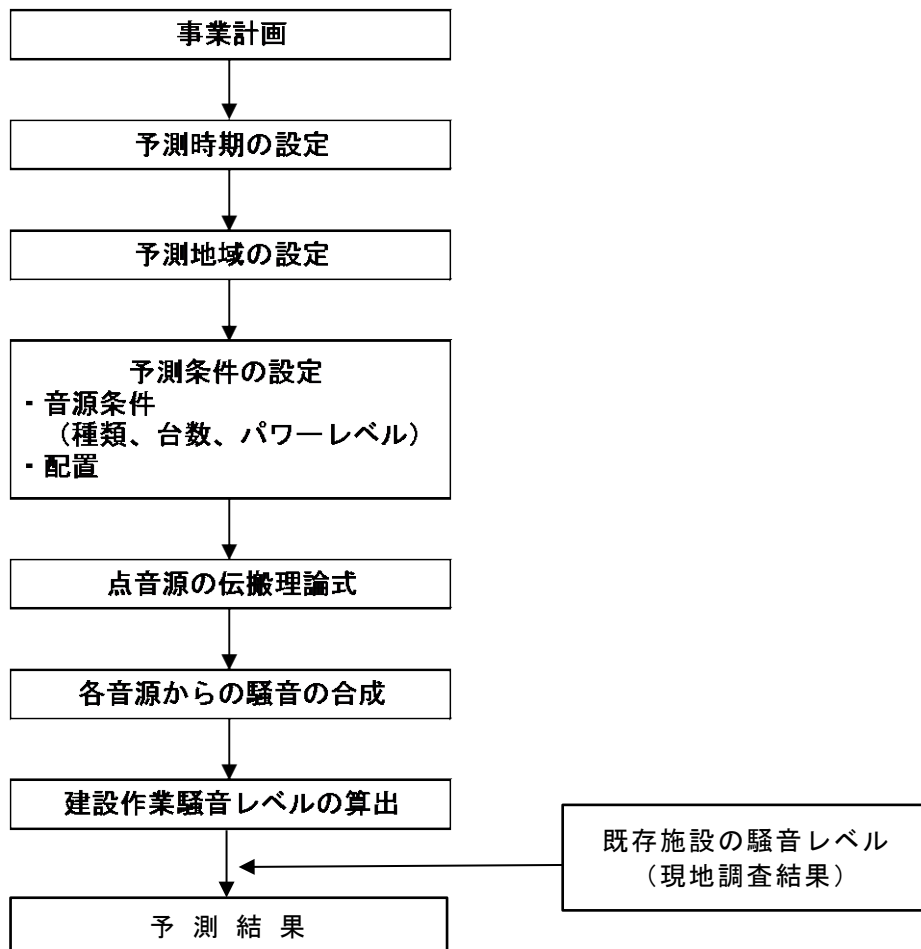 事業計画
予測時期の設定
予測地域の設定
予測条件の設定
・音源条件
（種類、台数、パワーレベル）
・配置
点音源の伝搬理論式
各音源からの騒音の合成
建設作業騒音レベルの算出
既存施設の騒音レベル
（現地調査結果）
予 測 結 果